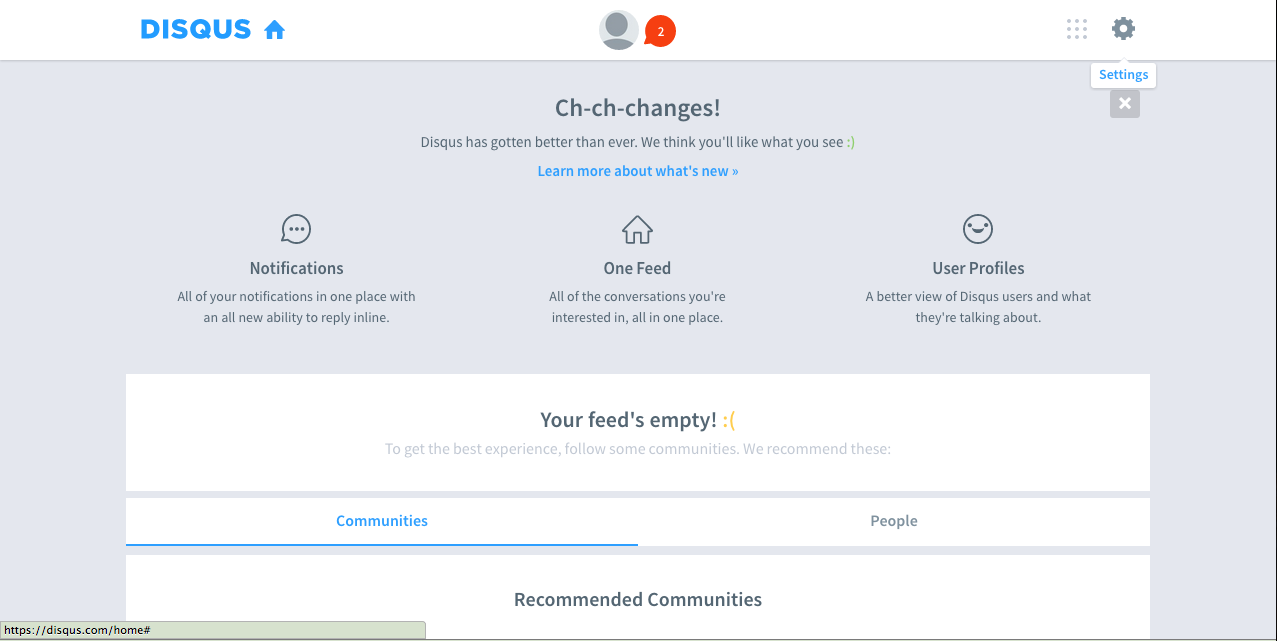 DISQUS
2
Settings
Ch-ch-changes!
Disqus has gotten better than ever. We think you'll like what you see :)
Learn more about what's new »
Notifications
All of your notifications in one place with
an all new ability to reply inline.
One Feed
All of the conversations you're
interested in, all in one place.
User Profiles
A better view of Disqus users and what
they're talking about.
Your feed's empty! :(
To get the best experience, follow some communities. We recommend these:
Communities
People
Recommended Communities
https://disqus.com/home#